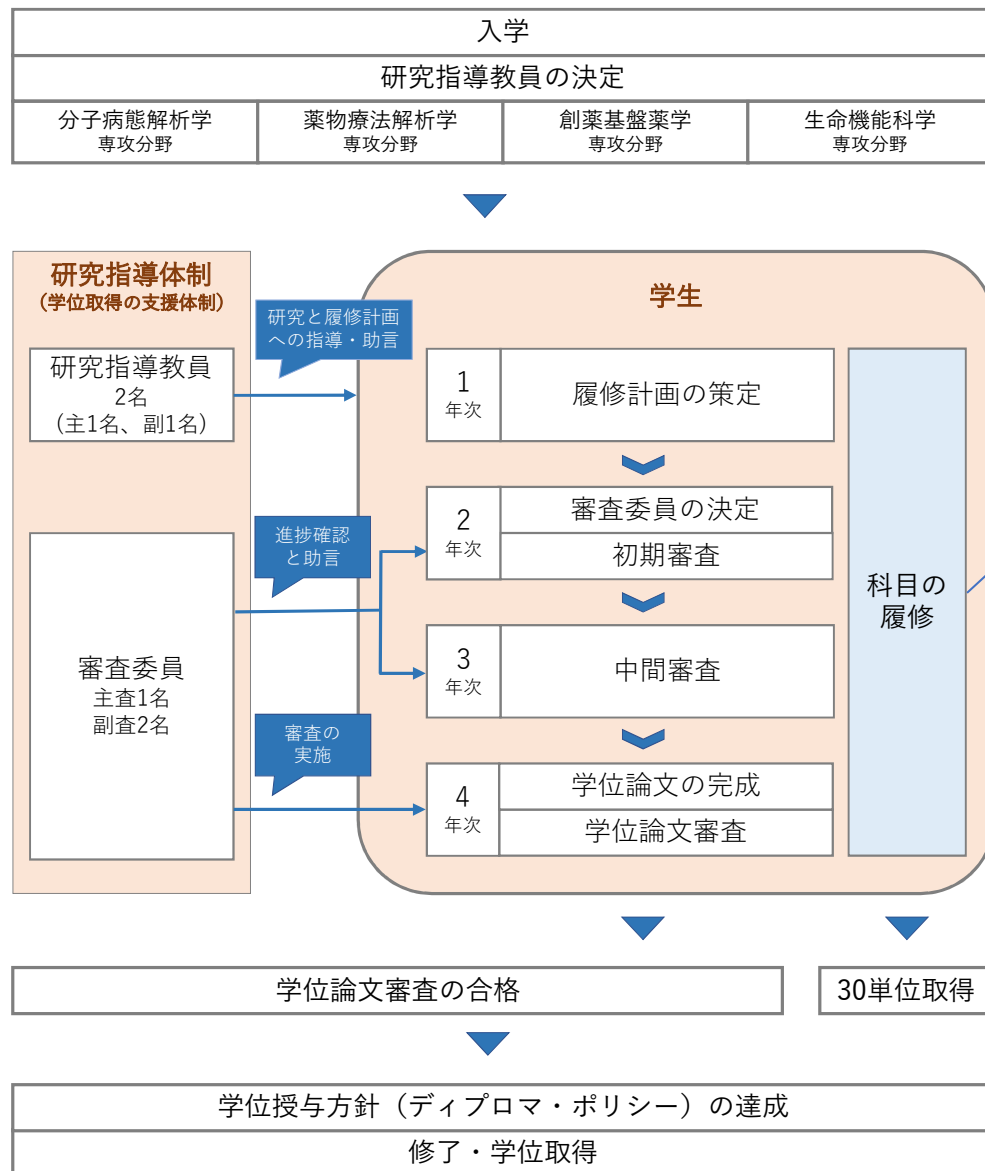 入学
研究指導教員の決定
分子病態解析学
専攻分野
薬物療法解析学
専攻分野
創薬基盤薬学
専攻分野
生命機能科学
専攻分野
研究指導体制
（学位取得の支援体制）
研究指導教員
2名
（主1名、副1名）
審査委員
主査1名
副査2名
研究と履修計画
への指導・助言
進捗確認
と助言
審査の
実施
学生
1
年次
履修計画の策定
2
年次
審査委員の決定
初期審査
3
年次
中間審査
4
年次
学位論文の完成
学位論文審査
科目の
履修
学位論文審査の合格
30単位取得
学位授与方針（ディプロマ・ポリシー）の達成
修了・学位取得